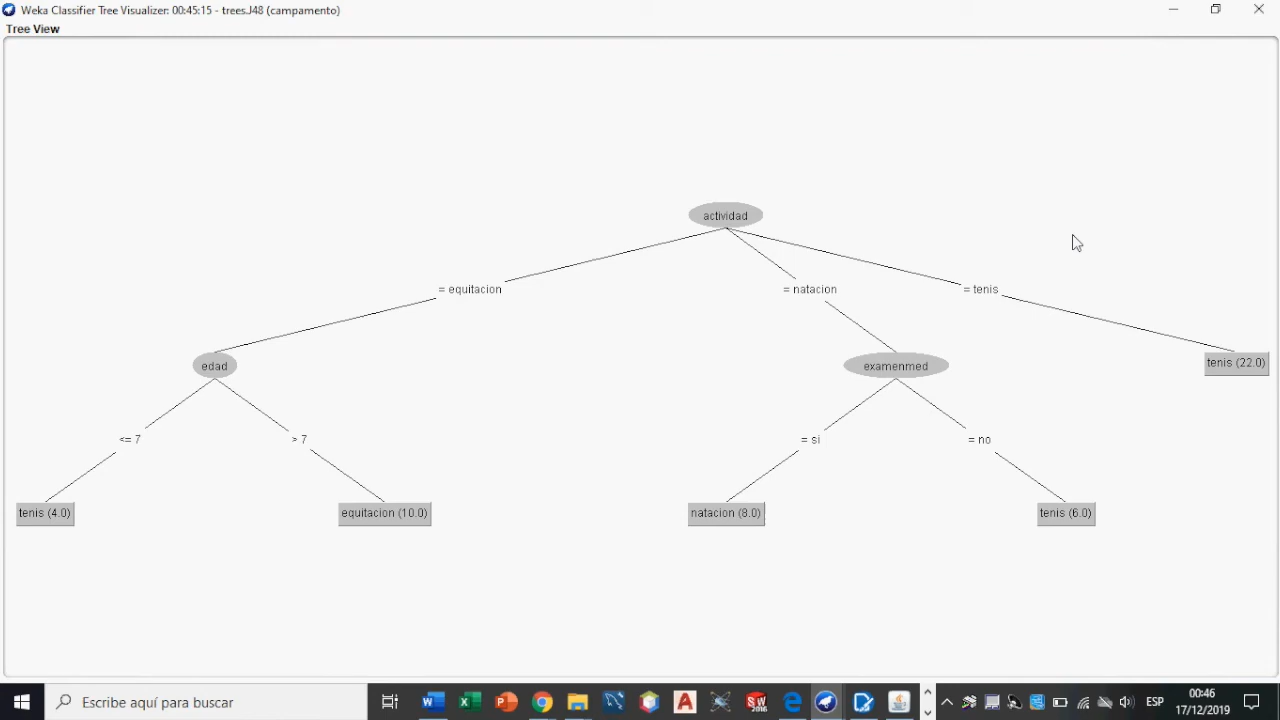 Weka Classifier Tree Visualizer: 00:45:15 - trees.J48 (campamento)
Tree View
actividad
= equitacion
= natacion
= tenis
edad
examenmed
tenis (22.0)
<= 7
> 7
= si
= no
tenis (4.0)
equitacion (10.0)
natacion (8.0)
tenis (6.0)
Escribe aquí para buscar
ESP
00:46
17/12/2019
SW
2016